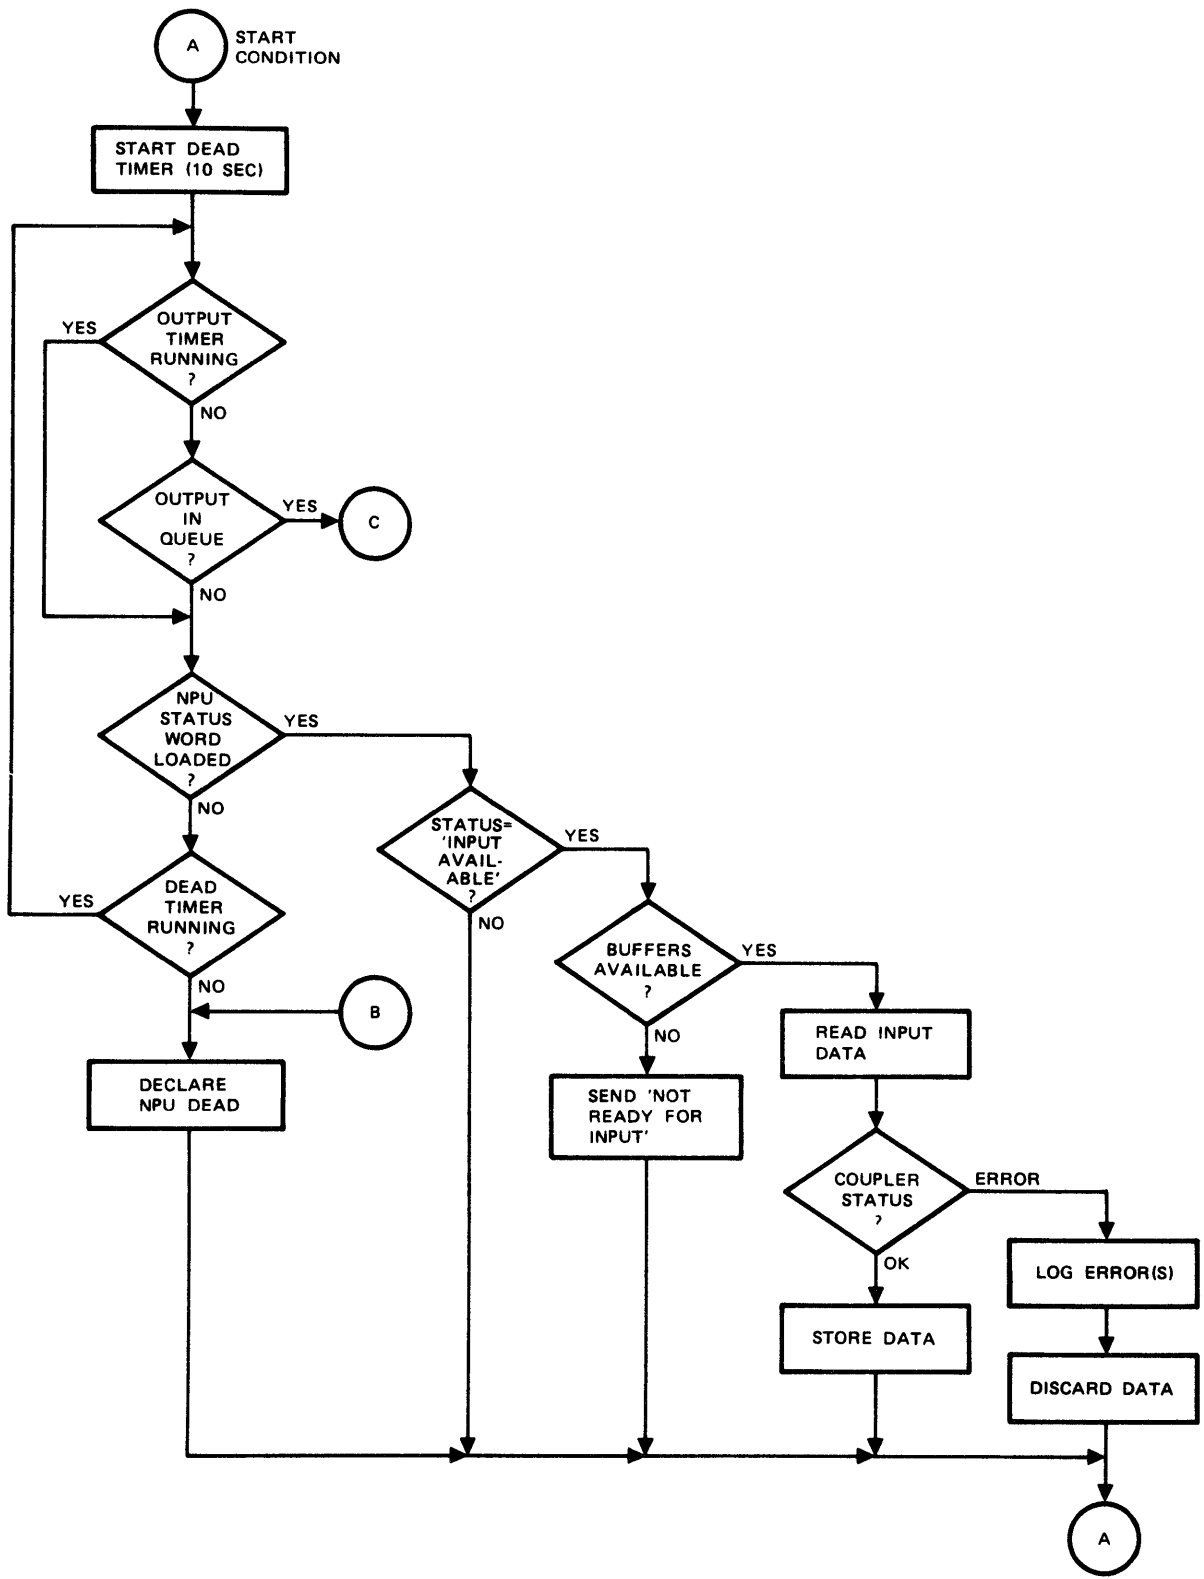 A
START
CONDITION
START DEAD
TIMER (10 SEC)
YES
OUTPUT
TIMER
RUNNING
?
NO
OUTPUT
IN
QUEUE
?
YES
C
NO
NPU
STATUS
WORD
LOADED
?
YES
NO
STATUS=
'INPUT
AVAIL-
ABLE'
?
YES
NO
YES
DEAD
TIMER
RUNNING
?
NO
BUFFERS
AVAILABLE
?
YES
NO
B
READ INPUT
DATA
DECLARE
NPU DEAD
SEND 'NOT
READY FOR
INPUT'
COUPLER
STATUS
?
ERROR
OK
LOG ERROR(S)
STORE DATA
DISCARD DATA
A